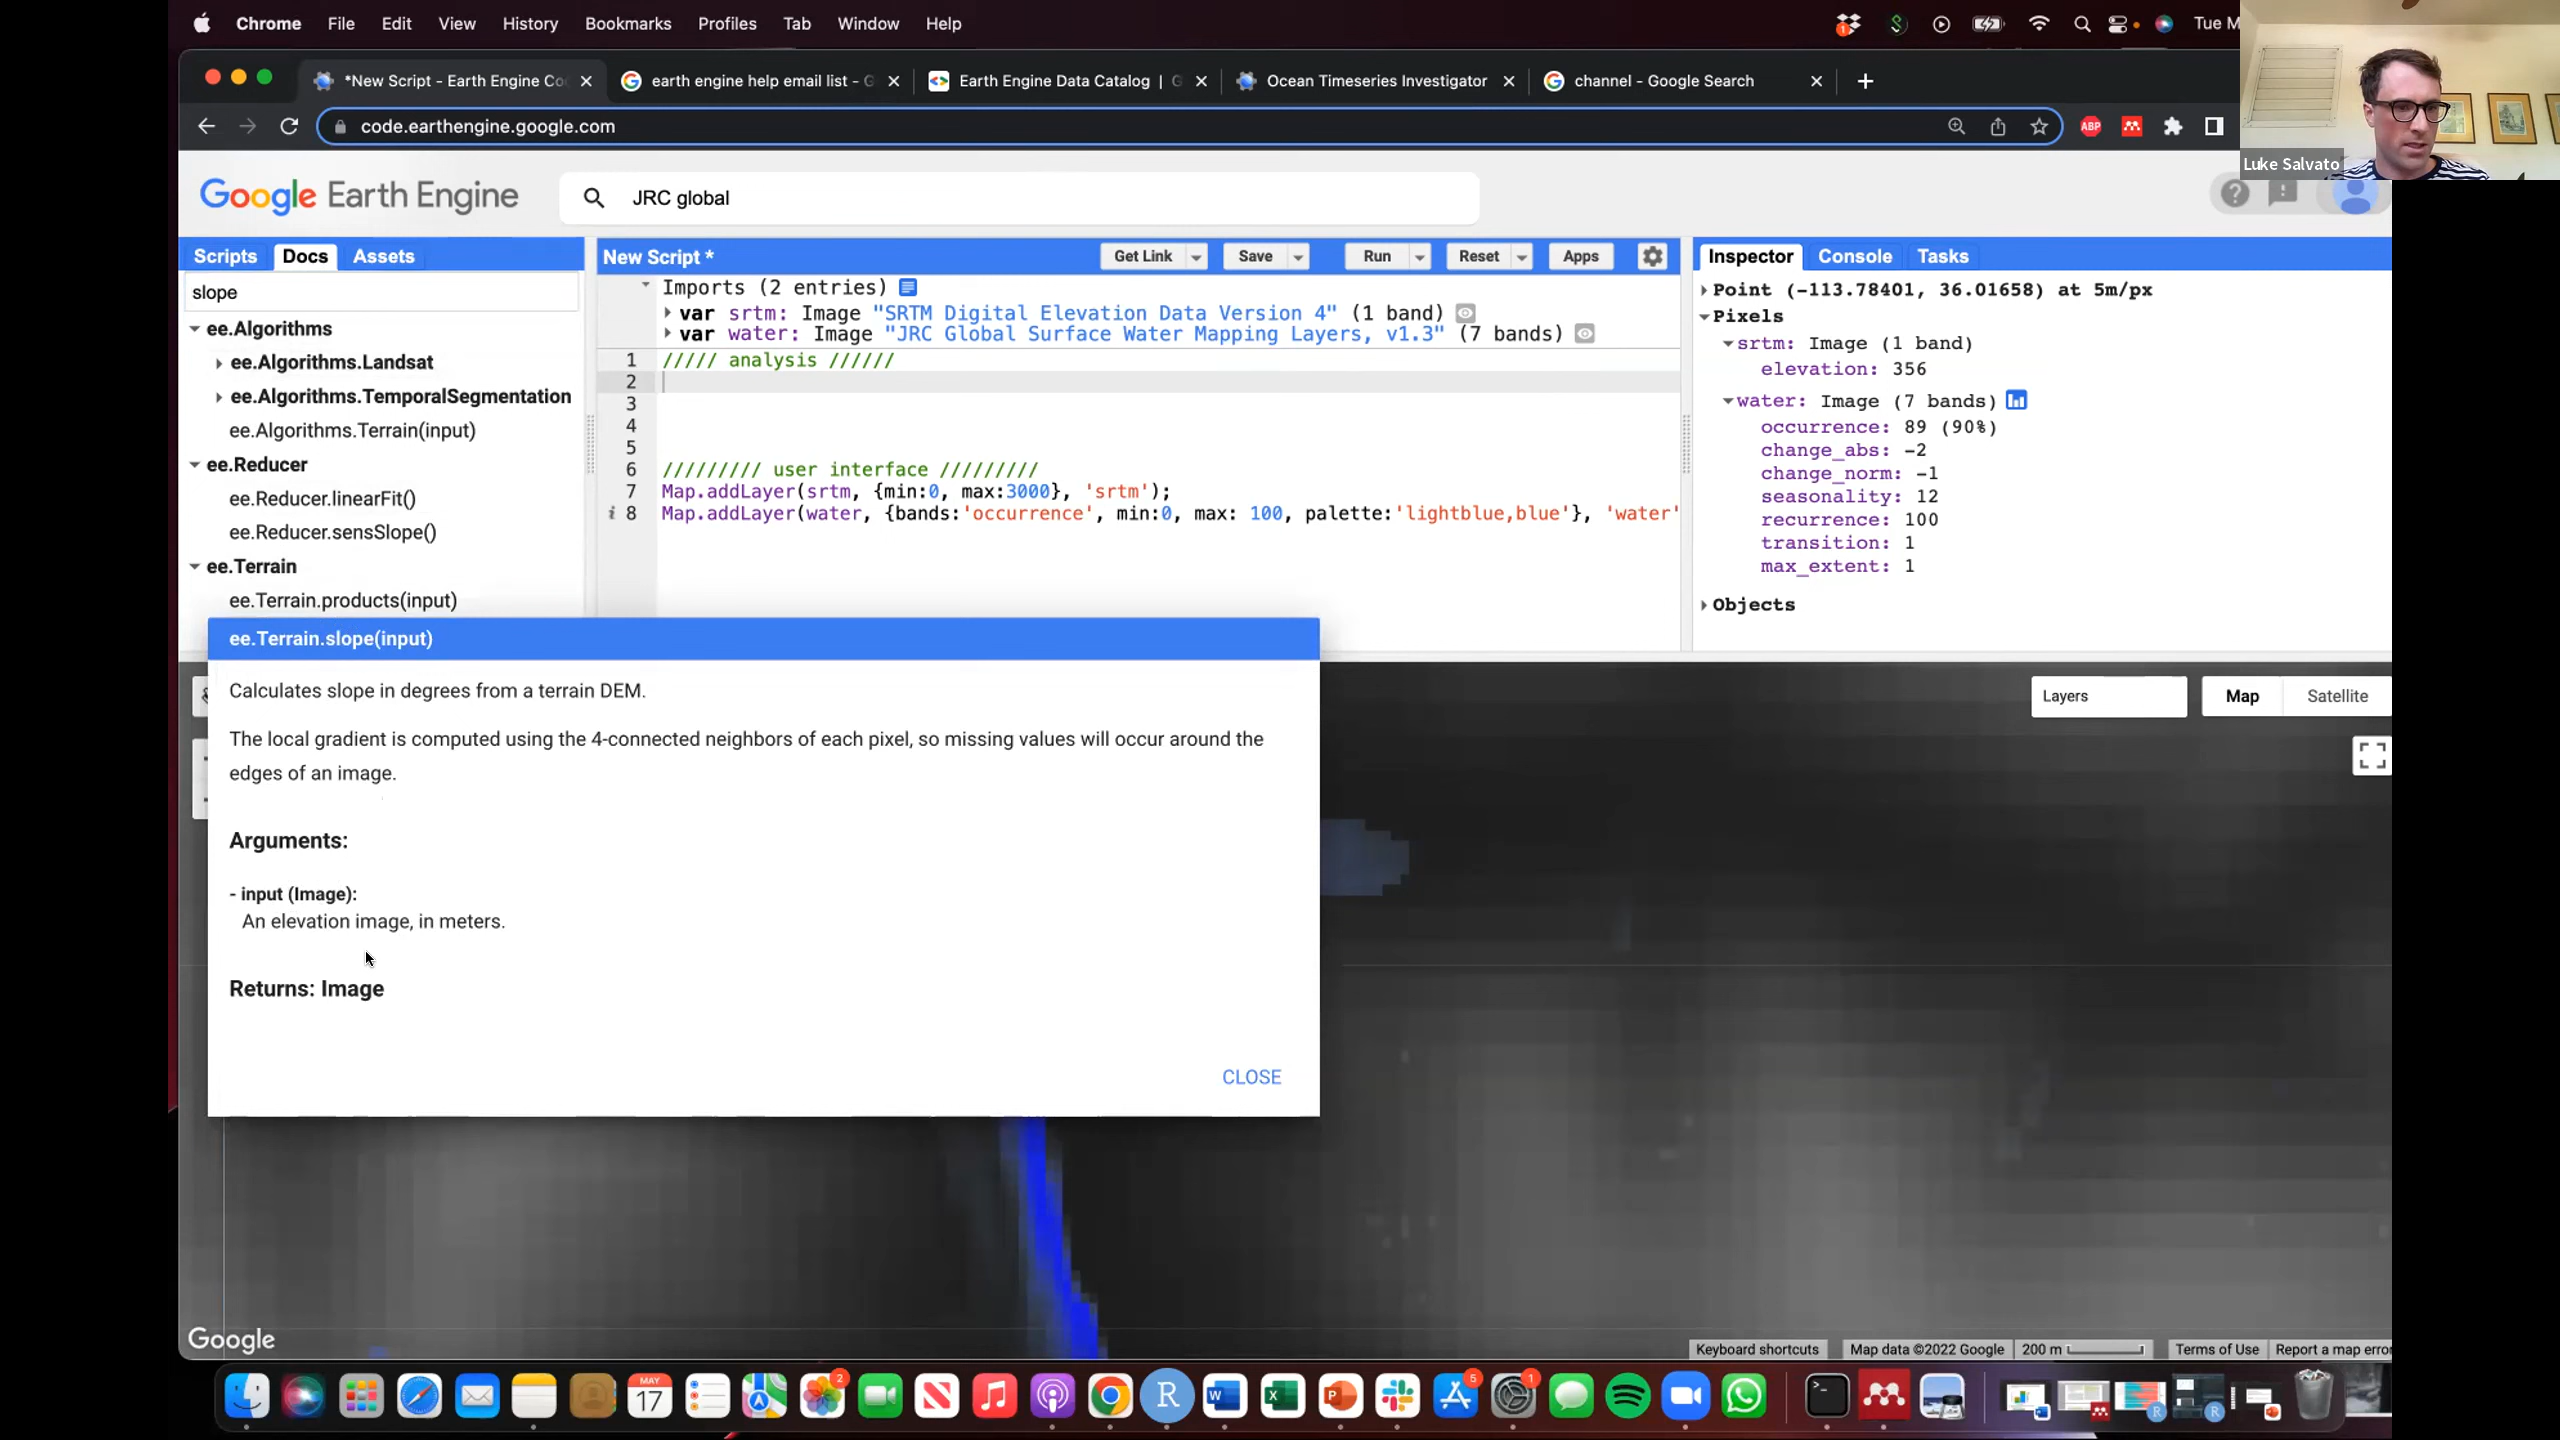 Chrome File Edit View History Bookmarks Profiles Tab Window Help
Tue M
*New Script - Earth Engine Co
earth engine help email list - G
Earth Engine Data Catalog | G
Ocean Timeseries Investigator
channel - Google Search
code.earthengine.google.com
ABP
Luke Salvato
Google Earth Engine
JRC global
Scripts Docs Assets
New Script *
Get Link Save Run Reset Apps
Inspector Console Tasks
slope
ee.Algorithms
ee.Algorithms.Landsat
ee.Algorithms.TemporalSegmentation
ee.Algorithms.Terrain(input)
ee.Reducer
ee.Reducer.linearFit()
ee.Reducer.sensSlope()
ee.Terrain
ee.Terrain.products(input)
Imports (2 entries)
var srtm: Image "SRTM Digital Elevation Data Version 4" (1 band)
var water: Image "JRC Global Surface Water Mapping Layers, v1.3" (7 bands)
1 ///// analysis //////
2
3
4
5
6 ///////// user interface /////////
7 Map.addLayer(srtm, {min:0, max:3000}, 'srtm');
i 8 Map.addLayer(water, {bands:'occurrence', min:0, max: 100, palette:'lightblue,blue'}, 'water'
Point (-113.78401, 36.01658) at 5m/px
Pixels
srtm: Image (1 band)
elevation: 356
water: Image (7 bands)
occurrence: 89 (90%)
change_abs: -2
change_norm: -1
seasonality: 12
recurrence: 100
transition: 1
max_extent: 1
Objects
ee.Terrain.slope(input)
Calculates slope in degrees from a terrain DEM.
The local gradient is computed using the 4-connected neighbors of each pixel, so missing values will occur around the
edges of an image.
Arguments:
- input (Image):
An elevation image, in meters.
Returns: Image
CLOSE
Layers
Map Satellite
Google
Keyboard shortcuts Map data ©2022 Google 200 m Terms of Use Report a map error
MAY
17
2
R
W
X
P
5
1